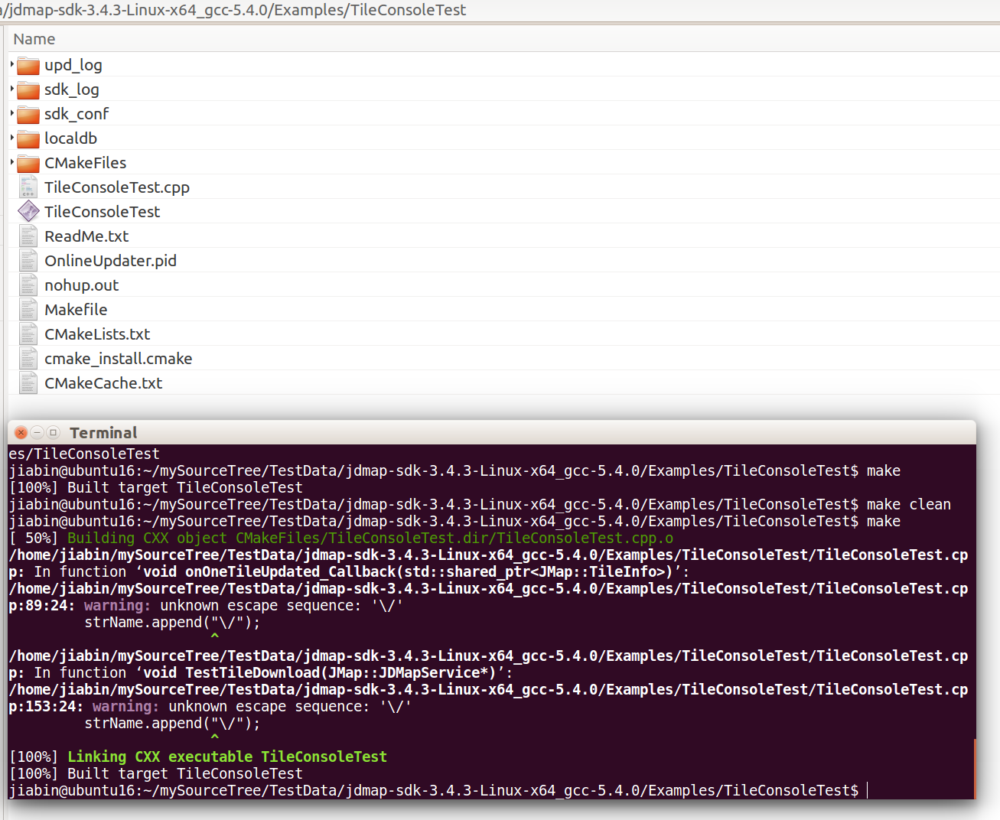 /jdmap-sdk-3.4.3-Linux-x64_gcc-5.4.0/Examples/TileConsoleTest
Name
upd_log
sdk_log
sdk_conf
localdb
CMakeFiles
TileConsoleTest.cpp
TileConsoleTest
ReadMe.txt
OnlineUpdater.pid
nohup.out
Makefile
CMakeLists.txt
cmake_install.cmake
CMakeCache.txt
Terminal
es/TileConsoleTest
jiabin@ubuntu16:~/mySourceTree/TestData/jdmap-sdk-3.4.3-Linux-x64_gcc-5.4.0/Examples/TileConsoleTest$ make
[100%] Built target TileConsoleTest
jiabin@ubuntu16:~/mySourceTree/TestData/jdmap-sdk-3.4.3-Linux-x64_gcc-5.4.0/Examples/TileConsoleTest$ make clean
jiabin@ubuntu16:~/mySourceTree/TestData/jdmap-sdk-3.4.3-Linux-x64_gcc-5.4.0/Examples/TileConsoleTest$ make
[ 50%] Building CXX object CMakeFiles/TileConsoleTest.dir/TileConsoleTest.cpp.o
/home/jiabin/mySourceTree/TestData/jdmap-sdk-3.4.3-Linux-x64_gcc-5.4.0/Examples/TileConsoleTest/TileConsoleTest.cp
p: In function ‘void onOneTileUpdated_Callback(std::shared_ptr<JMap::TileInfo>)’:
/home/jiabin/mySourceTree/TestData/jdmap-sdk-3.4.3-Linux-x64_gcc-5.4.0/Examples/TileConsoleTest/TileConsoleTest.cp
p:89:24: warning: unknown escape sequence: '\/'
strName.append("\/");
^
/home/jiabin/mySourceTree/TestData/jdmap-sdk-3.4.3-Linux-x64_gcc-5.4.0/Examples/TileConsoleTest/TileConsoleTest.cp
p: In function ‘void TestTileDownload(JMap::JDMapService*)’:
/home/jiabin/mySourceTree/TestData/jdmap-sdk-3.4.3-Linux-x64_gcc-5.4.0/Examples/TileConsoleTest/TileConsoleTest.cp
p:153:24: warning: unknown escape sequence: '\/'
strName.append("\/");
^
[100%] Linking CXX executable TileConsoleTest
[100%] Built target TileConsoleTest
jiabin@ubuntu16:~/mySourceTree/TestData/jdmap-sdk-3.4.3-Linux-x64_gcc-5.4.0/Examples/TileConsoleTest$